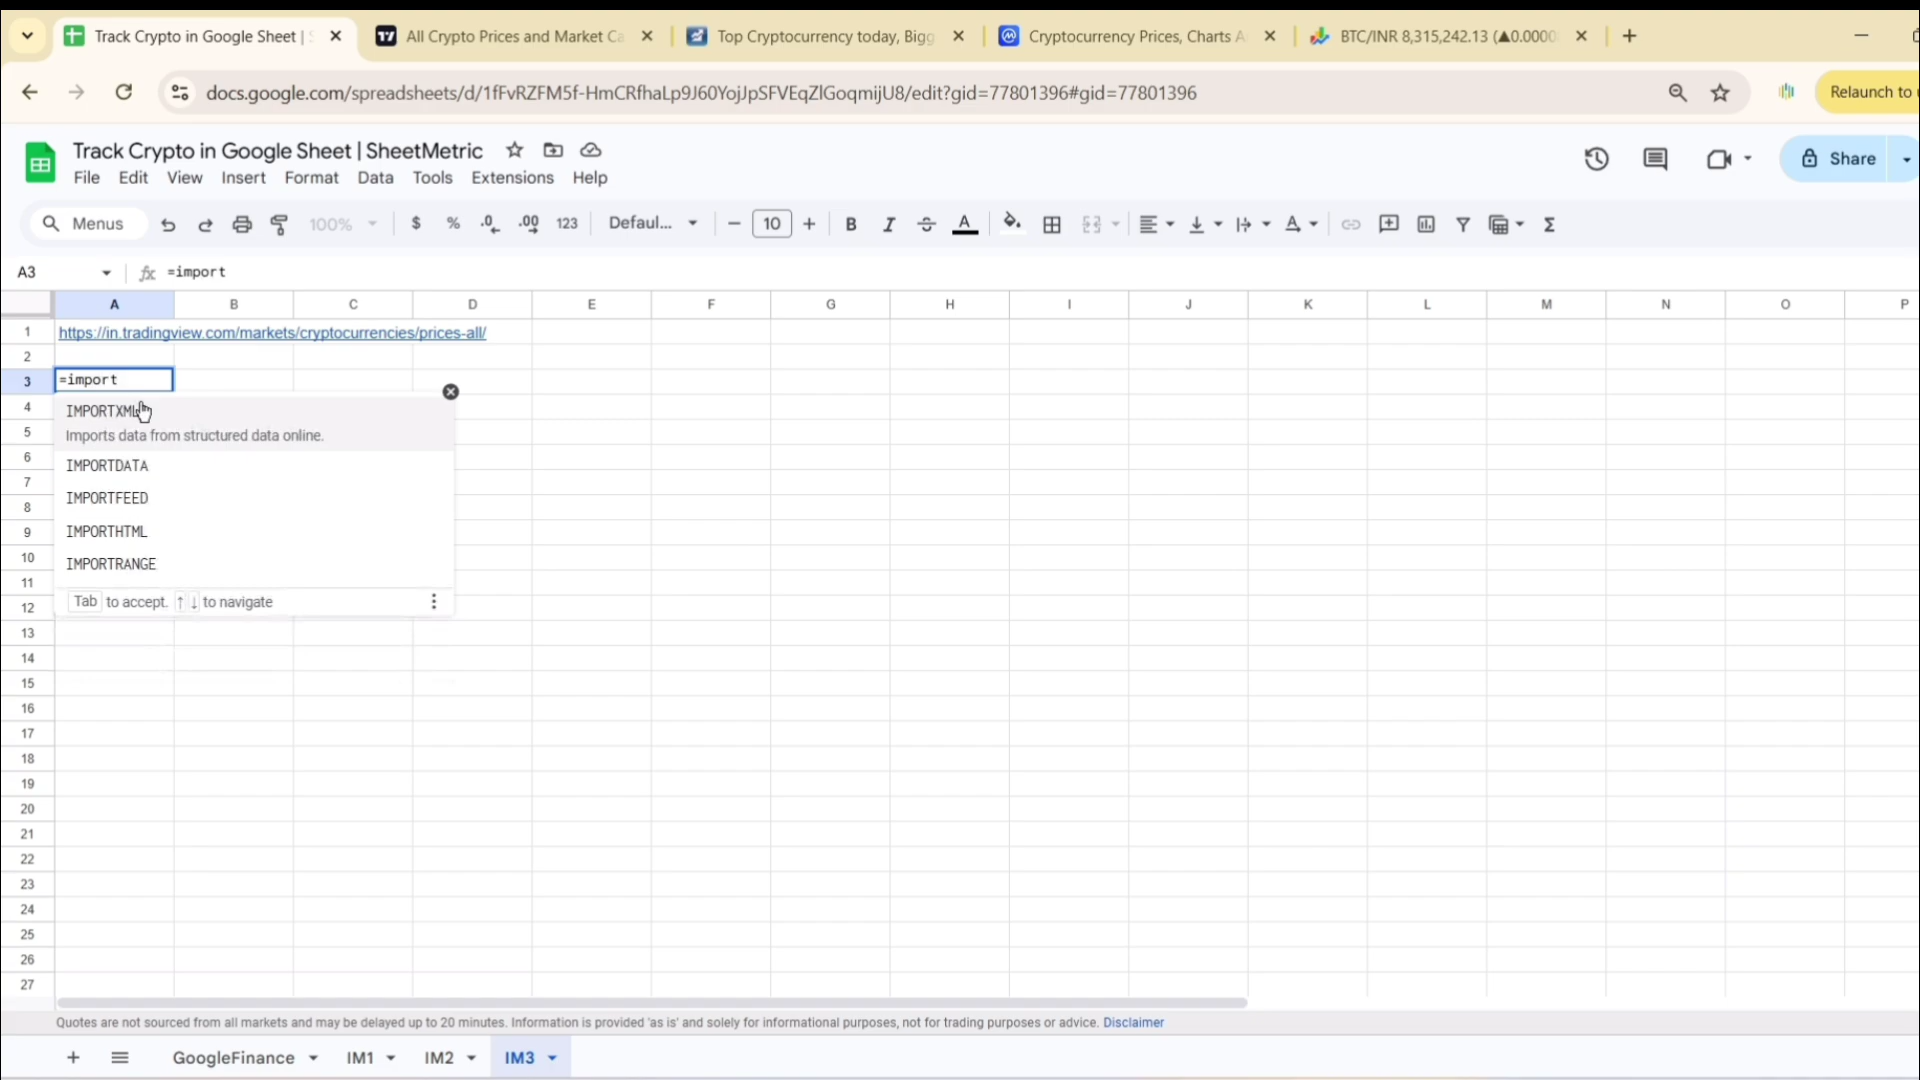 Track Crypto in Google Sheet |
All Crypto Prices and Market Ca
Top Cryptocurrency today, Bigg
Cryptocurrency Prices, Charts A
BTC/INR 8,315,242.13 (▲0.0000
docs.google.com/spreadsheets/d/1fFvRZFM5f-HmCRfhaLp9J60YojJpSFVEqZlGoqmijU8/edit?gid=77801396#gid=77801396
Relaunch to
Track Crypto in Google Sheet | SheetMetric
File Edit View Insert Format Data Tools Extensions Help
Share
Menus 100% $ % .0 .00 123 Defaul... 10 B I A Σ
A3 fx =import
A B C D E F G H I J K L M N O P
1 https://in.tradingview.com/markets/cryptocurrencies/prices-all/
2
3 =import
4 IMPORTXML
5 Imports data from structured data online.
6 IMPORTDATA
7
8 IMPORTFEED
9 IMPORTHTML
10 IMPORTRANGE
11
12 Tab to accept. ↑ ↓ to navigate
13
14
15
16
17
18
19
20
21
22
23
24
25
26
27
Quotes are not sourced from all markets and may be delayed up to 20 minutes. Information is provided 'as is' and solely for informational purposes, not for trading purposes or advice. Disclaimer
GoogleFinance IM1 IM2 IM3